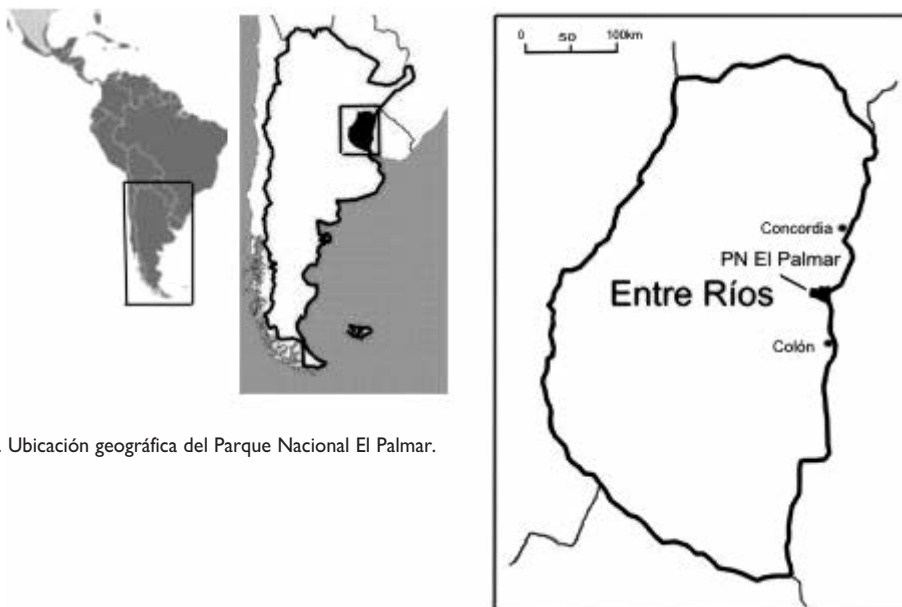 0 50 100km
Concordia
PN El Palmar
Entre Ríos
Colón
. Ubicación geográfica del Parque Nacional El Palmar.